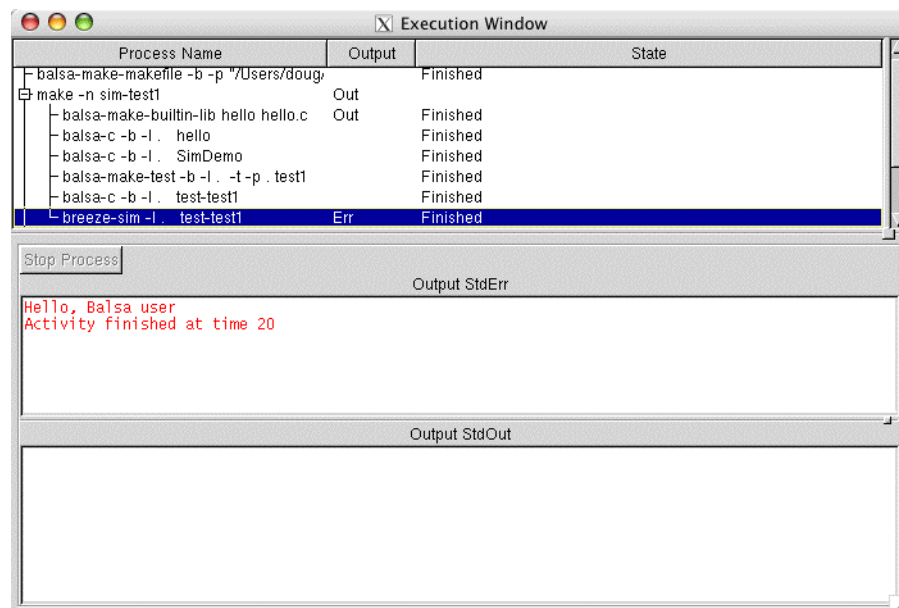 X Execution Window
Process Name Output State
balsa-make-makefile -b -p "/Users/doug/ Finished
make -n sim-test1 Out
balsa-make-builtin-lib hello hello.c Out Finished
balsa-c -b -I . hello Finished
balsa-c -b -I . SimDemo Finished
balsa-make-test -b -I . -t -p . test1 Finished
balsa-c -b -I . test-test1 Finished
breeze-sim -I . test-test1 Err Finished
Stop Process
Output StdErr
Hello, Balsa user
Activity finished at time 20
Output StdOut